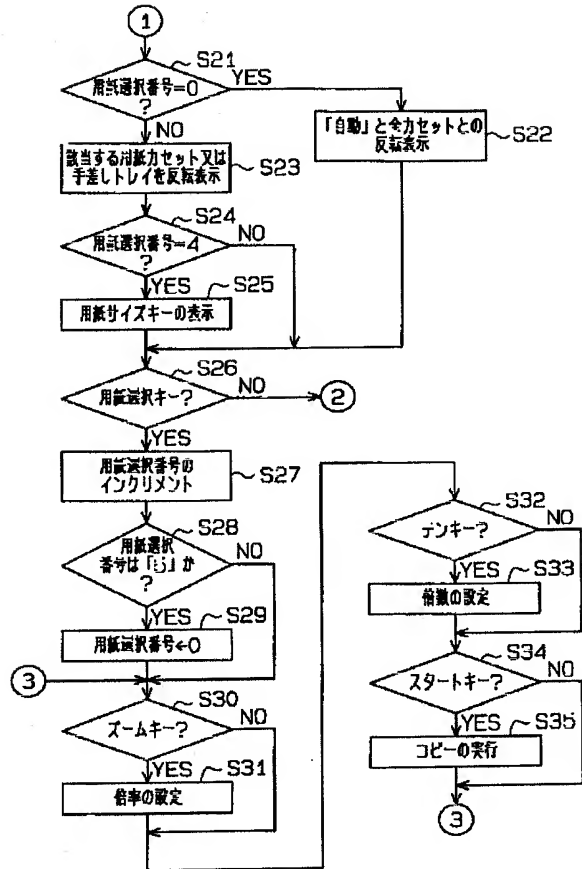 1
S21
用紙選択番号=0
?
YES
NO
「自動」と全カセットとの
反転表示
S22
該当する用紙カセット又は
手差しトレイを反転表示
S23
S24
用紙選択番号=4
?
NO
YES
S25
用紙サイズキーの表示
S26
用紙選択キー?
NO
2
YES
用紙選択番号の
インクリメント
S27
S28
用紙選択
番号は「5」か
?
NO
YES
S29
用紙選択番号←0
3
S30
ズームキー?
NO
YES
S31
倍率の設定
S32
テンキー?
NO
YES
S33
倍数の設定
S34
スタートキー?
NO
YES
S35
コピーの実行
3